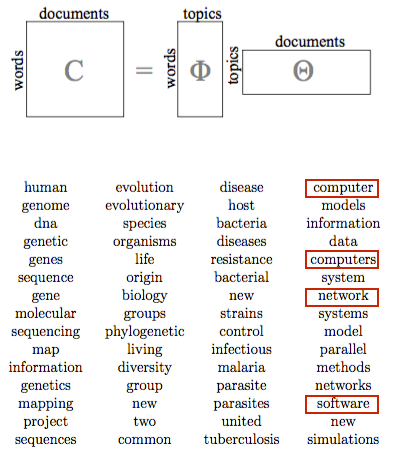 documents
topics
words
C
=
words
Φ
topics
documents
Θ
human evolution disease computer
genome evolutionary host models
dna species bacteria information
genetic organisms diseases data
genes life resistance computers
sequence origin bacterial system
gene biology new network
molecular groups strains systems
sequencing phylogenetic control model
map living infectious parallel
information diversity malaria methods
genetics group parasite networks
mapping new parasites software
project two united new
sequences common tuberculosis simulations